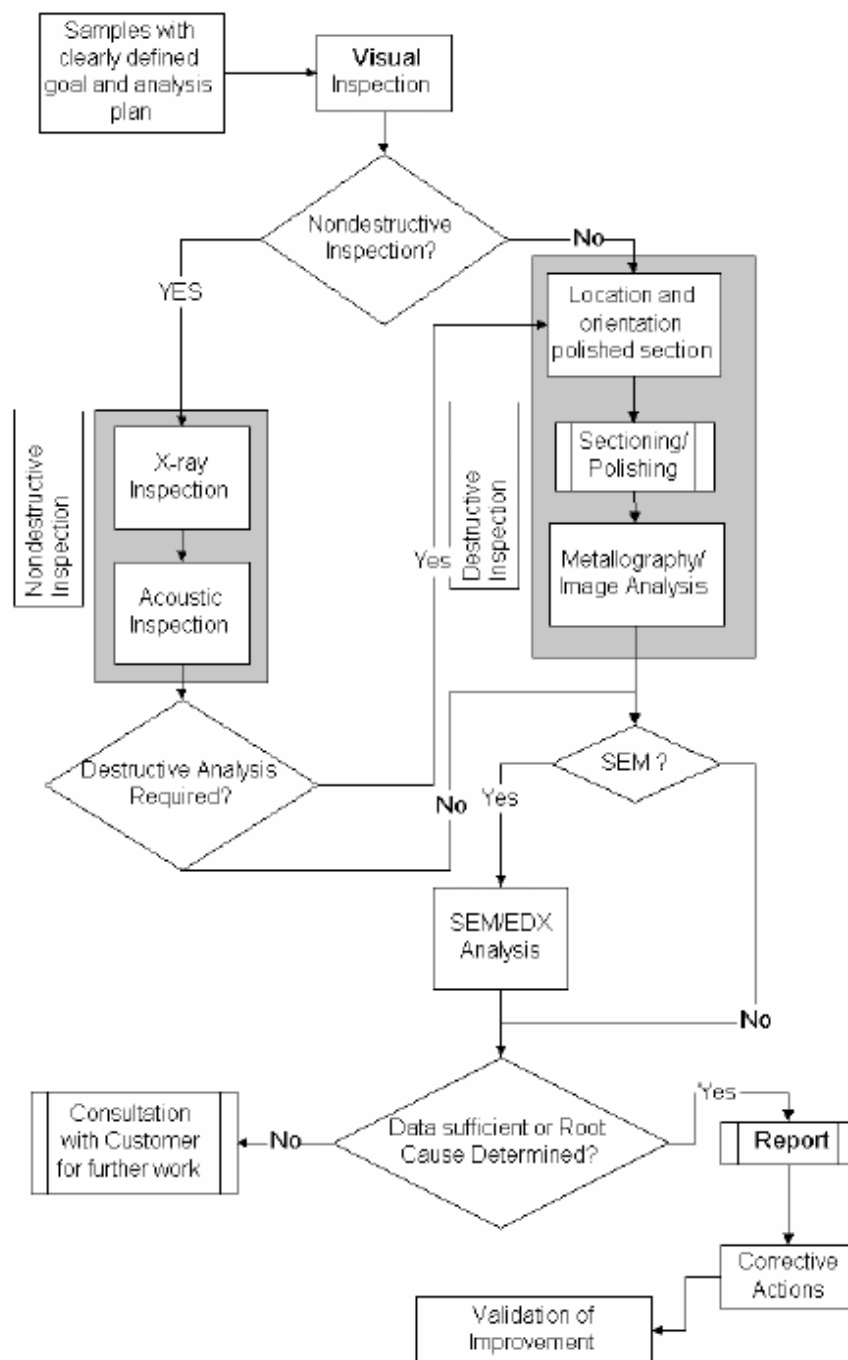 Samples with
clearly defined
goal and analysis
plan
Visual
Inspection
Nondestructive
Inspection?
No
YES
Location and
orientation
polished section
Nondestructive
Inspection
X-ray
Inspection
Sectioning/
Polishing
Destructive
Inspection
Yes
Acoustic
Inspection
Metallography/
Image Analysis
Destructive Analysis
Required?
No
SEM ?
Yes
SEM/EDX
Analysis
No
Data sufficient or Root
Cause Determined?
No
Consultation
with Customer
for further work
Yes
Report
Corrective
Actions
Validation of
Improvement